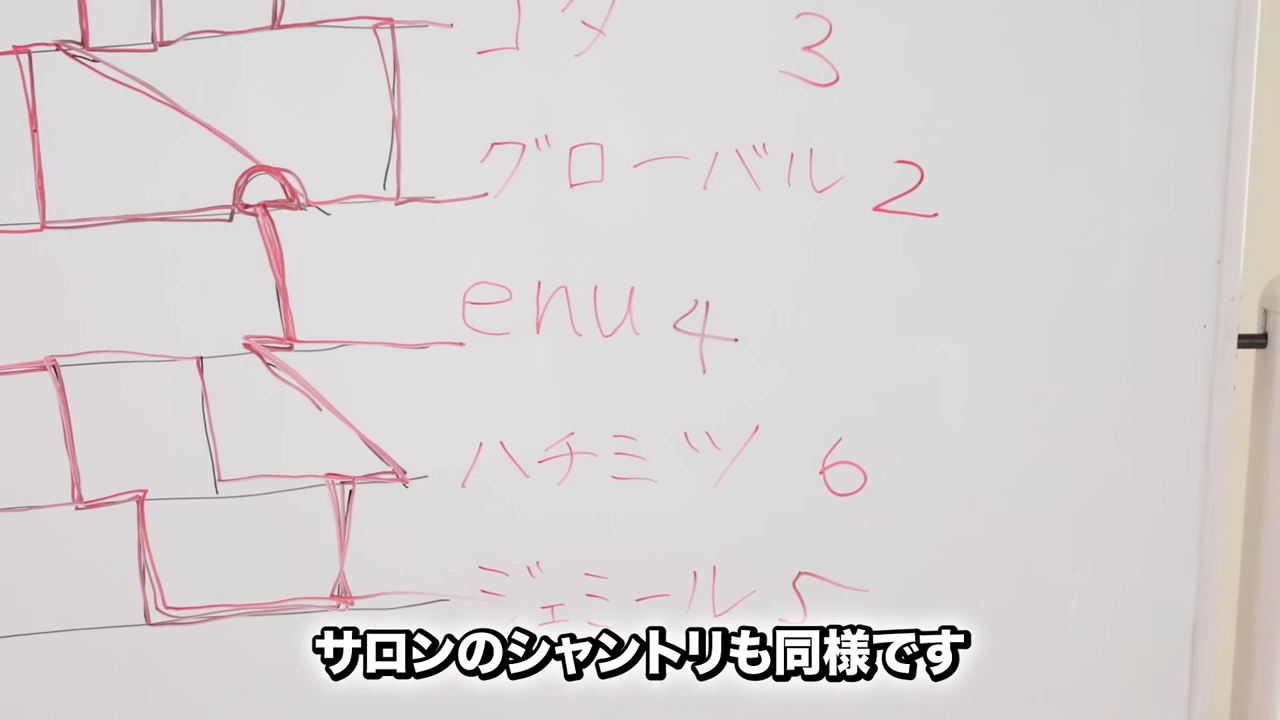 コタ 3
グローバル 2
enu 4
ハチミツ 6
ジェミール 5
サロンのシャントリも同様です